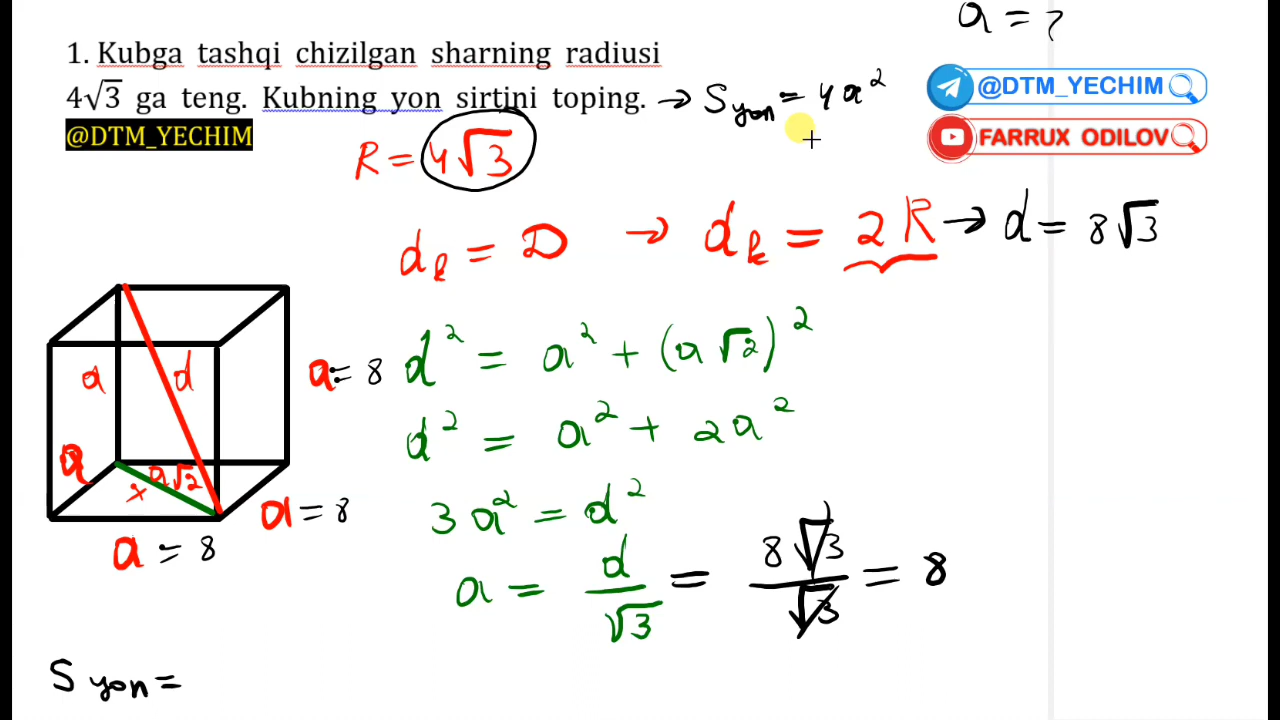 a = ?
1. Kubga tashqi chizilgan sharning radiusi
4√3 ga teng. Kubning yon sirtini toping. → S yon = 4a²
@DTM_YECHIM
@DTM_YECHIM
FARRUX ODILOV
R = 4√3
d_k = D → d_k = 2R → d = 8√3
a d
a = 8
a
a√2
x
a = 8
a = 8
d² = a² + (a√2)²
d² = a² + 2a²
3a² = d²
a = d/√3 = 8√3/√3 = 8
1
S yon =